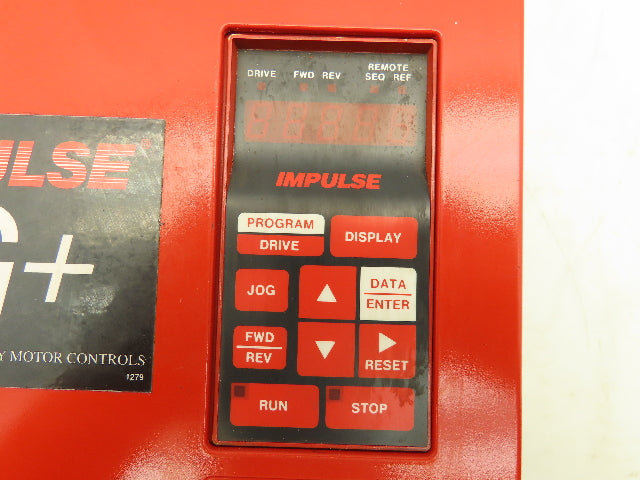 DRIVE FWD REV REMOTE
SEQ REF
IMPULSE
PROGRAM
DRIVE
DISPLAY
JOG
DATA
ENTER
FWD
REV
RESET
RUN
STOP
PULSE
G+
Y MOTOR CONTROLS
1279